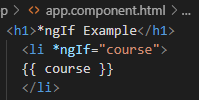 p > app.component.html > ...
<h1>*ngIf Example</h1>
<li *ngIf="course">
{{ course }}
</li>